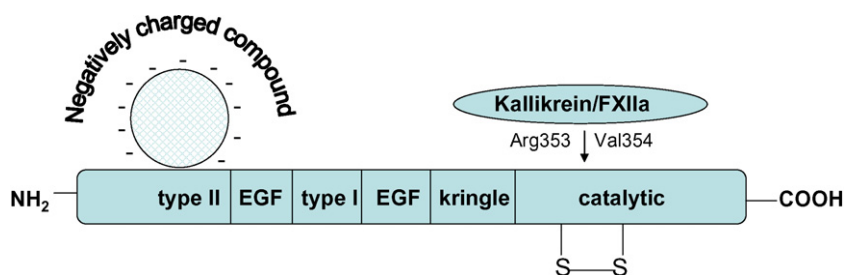 Negatively charged compound
Kallikrein/FXIIa
Arg353 Val354
NH2 type II EGF type I EGF kringle catalytic COOH
S S